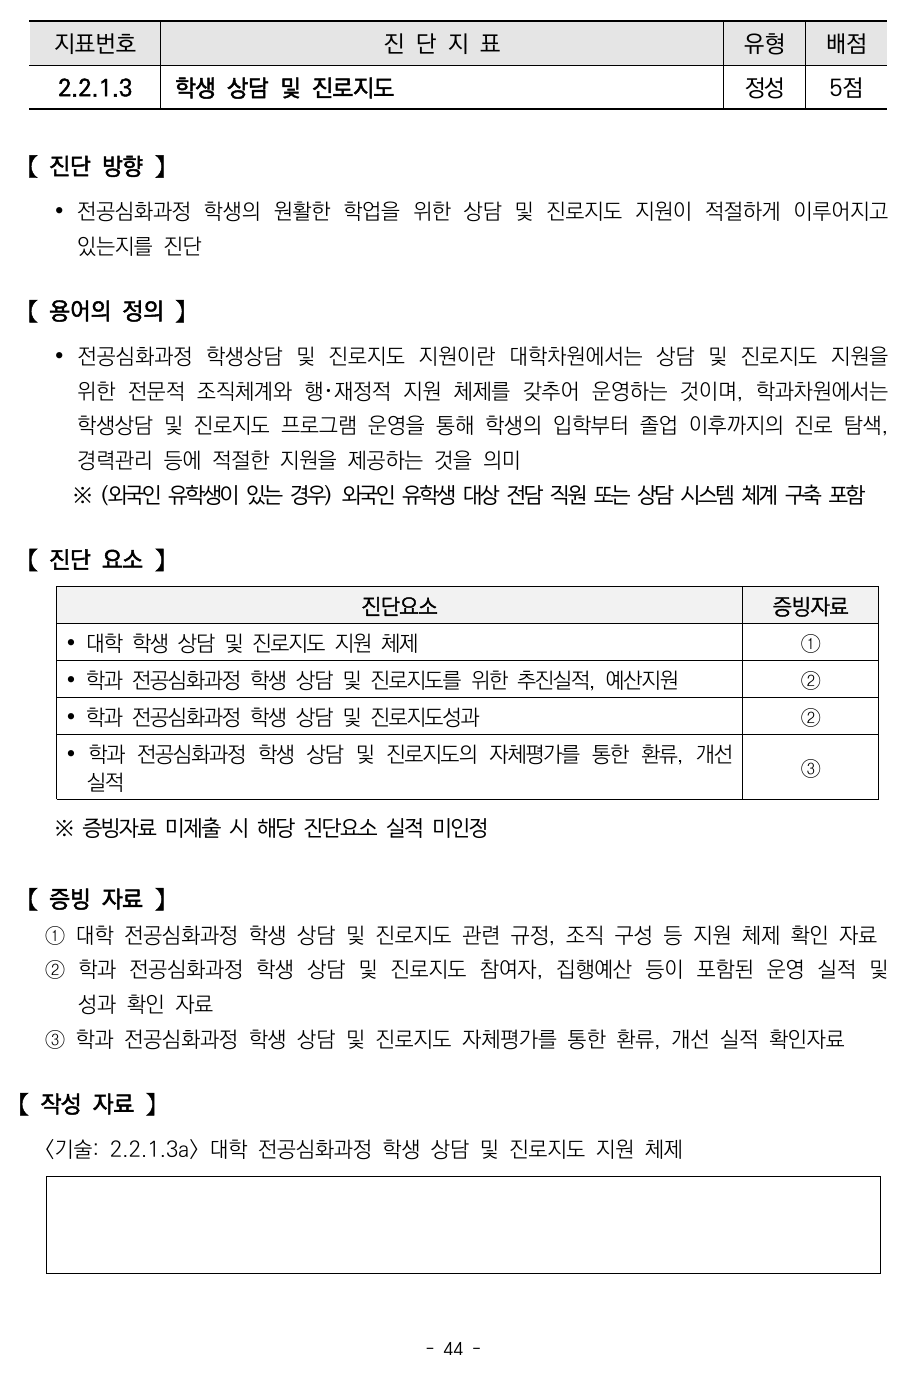 지표번호 진 단 지 표 유형 배점
2.2.1.3 학생 상담 및 진로지도 정성 5점
【 진단 방향 】
• 전공심화과정 학생의 원활한 학업을 위한 상담 및 진로지도 지원이 적절하게 이루어지고
있는지를 진단
【 용어의 정의 】
• 전공심화과정 학생상담 및 진로지도 지원이란 대학차원에서는 상담 및 진로지도 지원을
위한 전문적 조직체계와 행·재정적 지원 체제를 갖추어 운영하는 것이며, 학과차원에서는
학생상담 및 진로지도 프로그램 운영을 통해 학생의 입학부터 졸업 이후까지의 진로 탐색,
경력관리 등에 적절한 지원을 제공하는 것을 의미
※ (외국인 유학생이 있는 경우) 외국인 유학생 대상 전담 직원 또는 상담 시스템 체계 구축 포함
【 진단 요소 】
진단요소 증빙자료
• 대학 학생 상담 및 진로지도 지원 체제 ①
• 학과 전공심화과정 학생 상담 및 진로지도를 위한 추진실적, 예산지원 ②
• 학과 전공심화과정 학생 상담 및 진로지도성과 ②
• 학과 전공심화과정 학생 상담 및 진로지도의 자체평가를 통한 환류, 개선
실적 ③
※ 증빙자료 미제출 시 해당 진단요소 실적 미인정
【 증빙 자료 】
① 대학 전공심화과정 학생 상담 및 진로지도 관련 규정, 조직 구성 등 지원 체제 확인 자료
② 학과 전공심화과정 학생 상담 및 진로지도 참여자, 집행예산 등이 포함된 운영 실적 및
성과 확인 자료
③ 학과 전공심화과정 학생 상담 및 진로지도 자체평가를 통한 환류, 개선 실적 확인자료
【 작성 자료 】
〈기술: 2.2.1.3a〉 대학 전공심화과정 학생 상담 및 진로지도 지원 체제
- 44 -